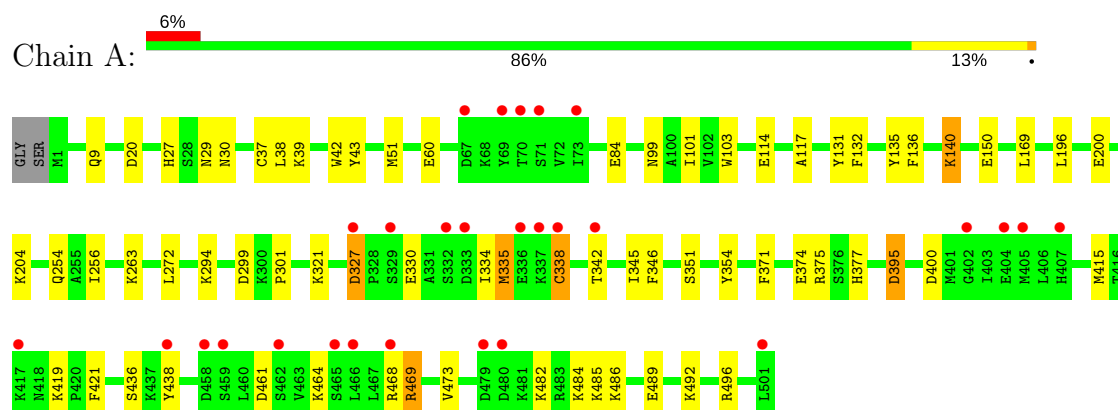 6%
Chain A:
86% 13% •
GLY SER M1 Q9 D20 H27 S28 N29 N30 C37 L38 K39 W42 Y43 M51 E60 D67 K68 Y69 T70 S71 V72 I73 E84 N99 A100 I101 V102 W103 E114 A117 Y131 F132 Y135 F136 K140 E150 L169 L196 E200
K204 Q254 A255 I256 K263 L272 K294 D299 K300 P301 K321 D327 P328 S329 E330 A331 S332 D333 I334 M335 E336 K337 C338 T342 I345 F346 S351 Y354 F371 E374 R375 S376 H377 D395 D400 M401 G402 I403 E404 M405 L406 H407 M415 T416
K417 N418 K419 P420 F421 S436 K437 Y438 D458 S459 L460 D461 S462 V463 K464 S465 L466 L467 R468 R469 V473 D479 D480 K481 K482 R483 K484 K485 K486 E489 K492 R496 L501